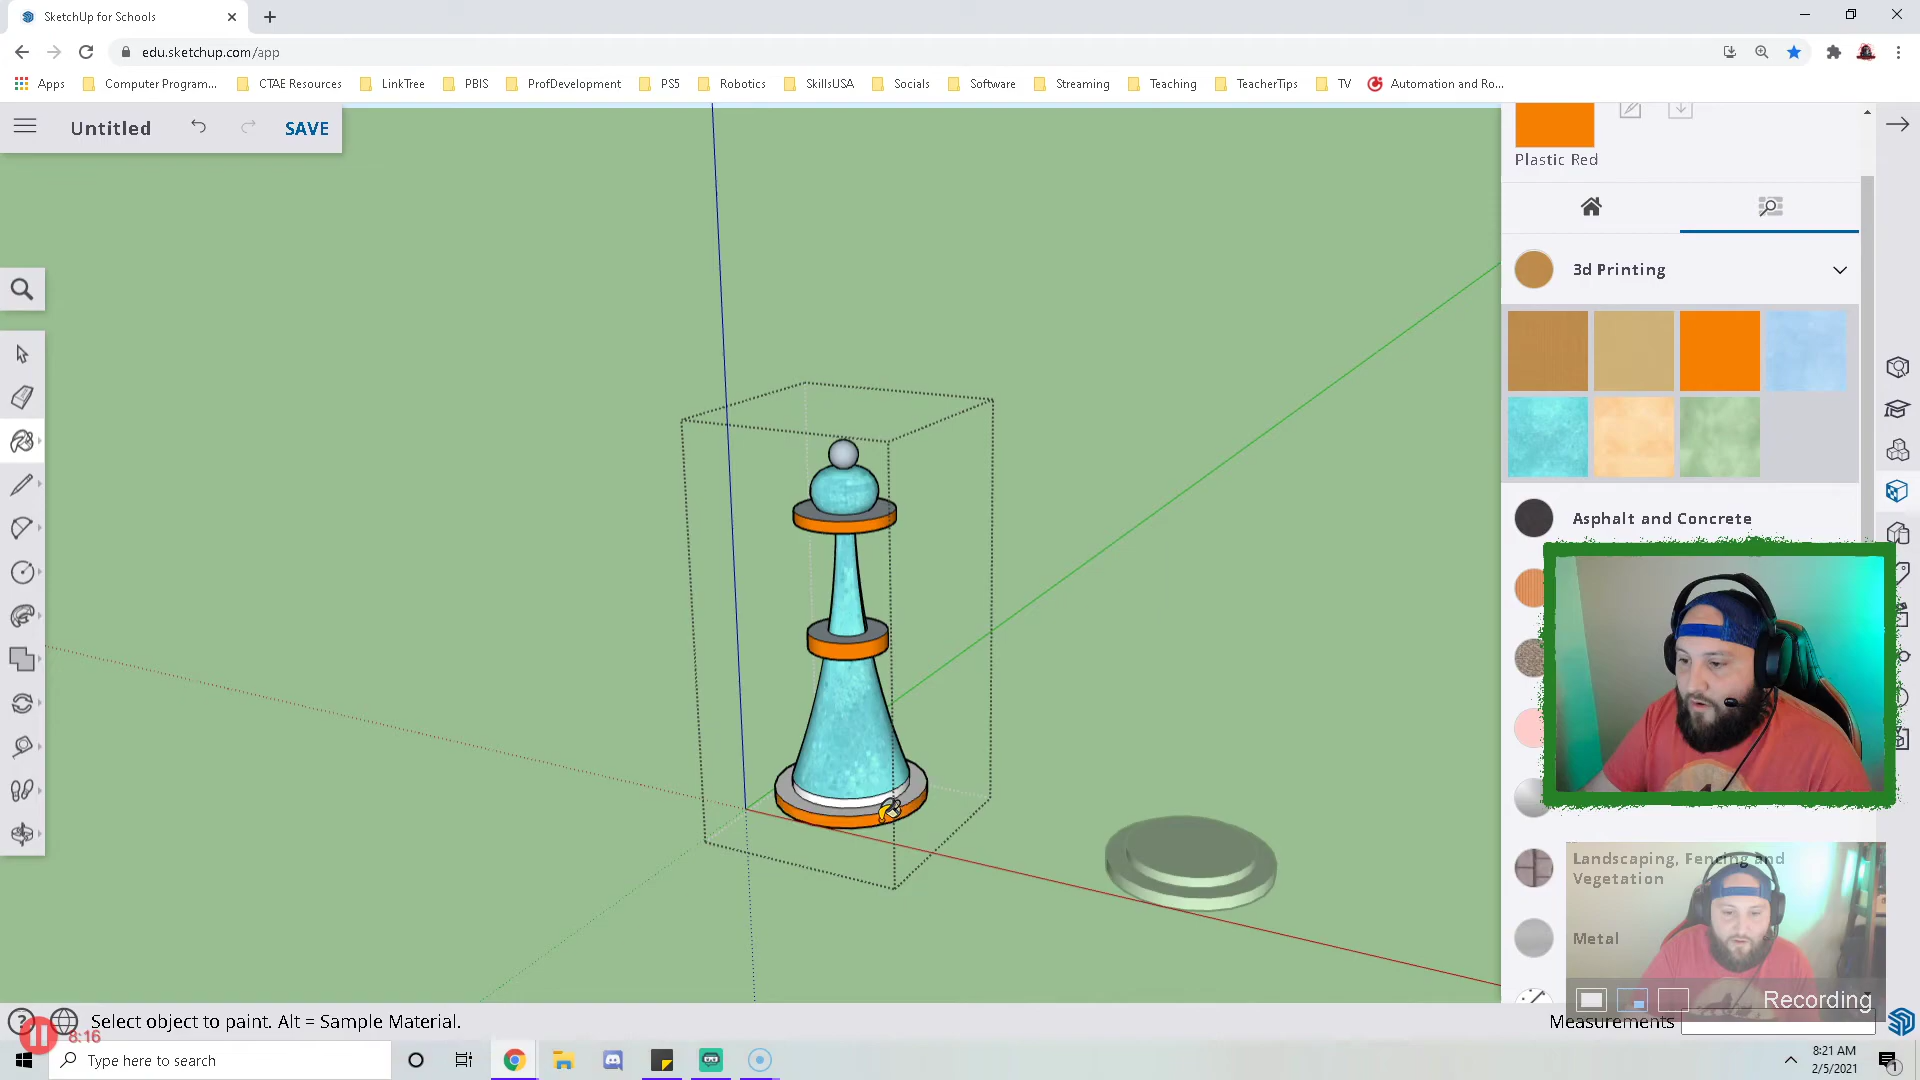 SketchUp for Schools
edu.sketchup.com/app
Apps Computer Program... CTAE Resources LinkTree PBIS ProfDevelopment PS5 Robotics SkillsUSA Socials Software Streaming Teaching TeacherTips TV Automation and Ro...
Untitled SAVE
Plastic Red
3d Printing
Asphalt and Concrete
Landscaping, Fencing and
Vegetation
Metal
Recording
Select object to paint. Alt = Sample Material.
Measurements
8:16
Type here to search
8:21 AM
2/5/2021